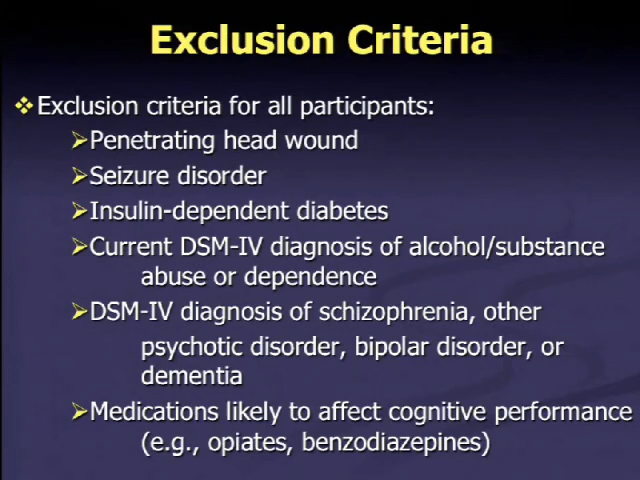 Exclusion Criteria
Exclusion criteria for all participants:
Penetrating head wound
Seizure disorder
Insulin-dependent diabetes
Current DSM-IV diagnosis of alcohol/substance
abuse or dependence
DSM-IV diagnosis of schizophrenia, other
psychotic disorder, bipolar disorder, or
dementia
Medications likely to affect cognitive performance
(e.g., opiates, benzodiazepines)